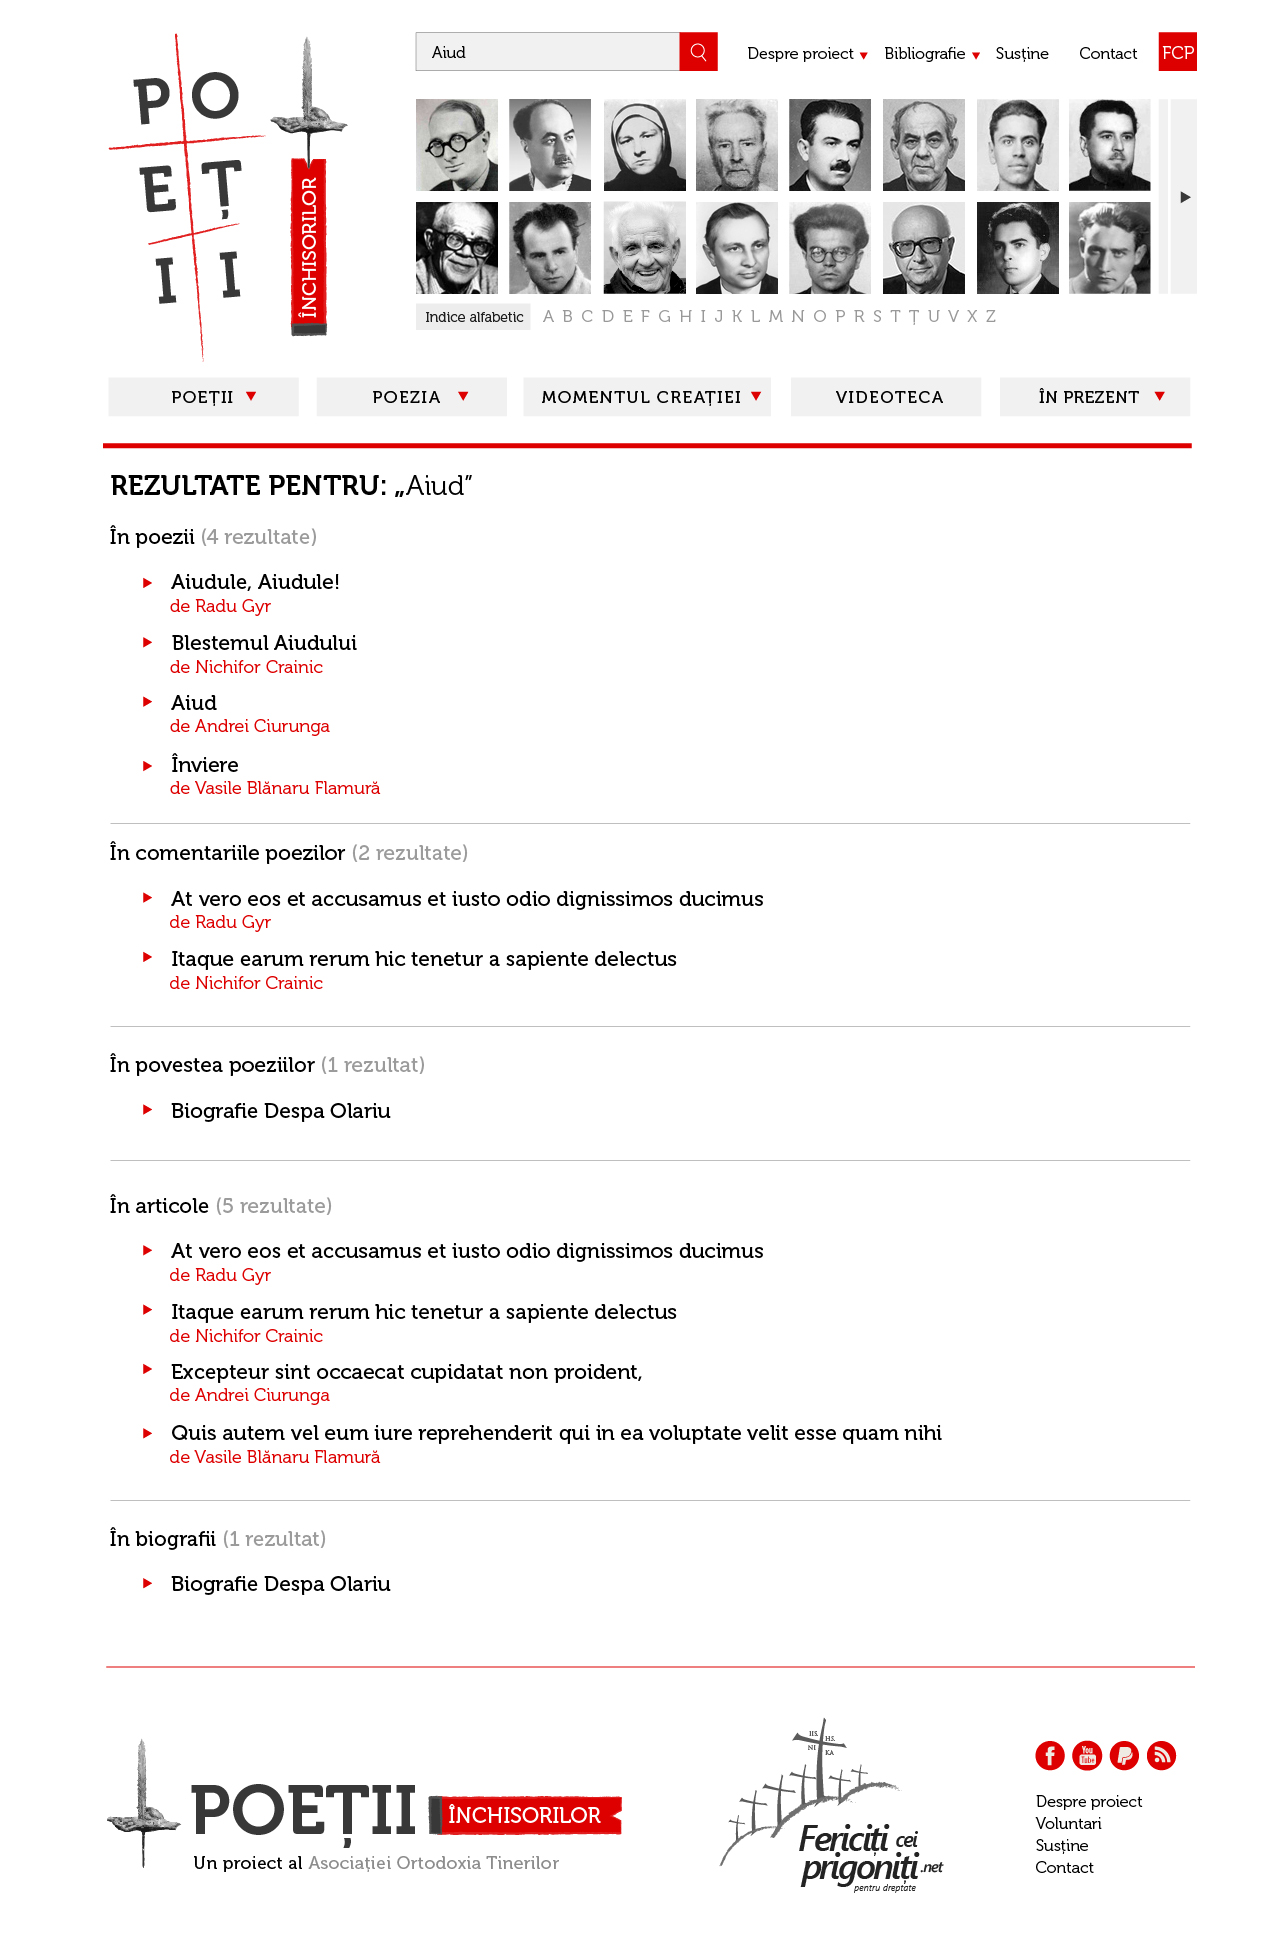 PO
EȚ
II
ÎNCHISORILOR
Aiud
Despre proiect
Bibliografie
Susține
Contact
FCP
Indice alfabetic
A B C D E F G H I J K L M N O P R S T Ț U V X Z
POEȚII
POEZIA
MOMENTUL CREAȚIEI
VIDEOTECA
ÎN PREZENT
REZULTATE PENTRU: „Aiud”
În poezii (4 rezultate)
Aiudule, Aiudule!
de Radu Gyr
Blestemul Aiudului
de Nichifor Crainic
Aiud
de Andrei Ciurunga
Înviere
de Vasile Blănaru Flamură
În comentariile poezilor (2 rezultate)
At vero eos et accusamus et iusto odio dignissimos ducimus
de Radu Gyr
Itaque earum rerum hic tenetur a sapiente delectus
de Nichifor Crainic
În povestea poeziilor (1 rezultat)
Biografie Despa Olariu
În articole (5 rezultate)
At vero eos et accusamus et iusto odio dignissimos ducimus
de Radu Gyr
Itaque earum rerum hic tenetur a sapiente delectus
de Nichifor Crainic
Excepteur sint occaecat cupidatat non proident,
de Andrei Ciurunga
Quis autem vel eum iure reprehenderit qui in ea voluptate velit esse quam nihi
de Vasile Blănaru Flamură
În biografii (1 rezultat)
Biografie Despa Olariu
POEȚII ÎNCHISORILOR
Un proiect al Asociației Ortodoxia Tinerilor
IIS. HS.
NI KA
Fericiți cei
prigoniți.net
pentru dreptate
You
Tube
Despre proiect
Voluntari
Susține
Contact